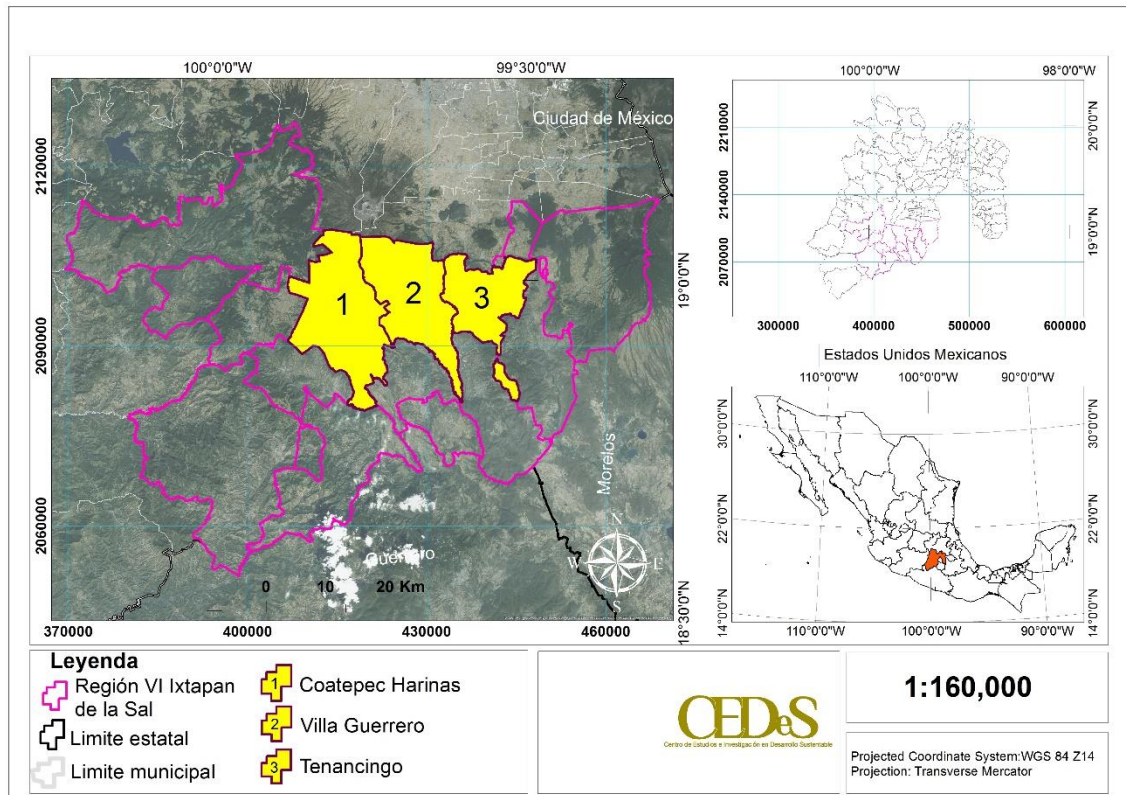 100°0'0"W
99°30'0"W
Ciudad de México
2120000
2090000
2060000
19°0'0"N
18°30'0"N
1
2
3
Morelos
Guerrero
N
W
E
S
0 10 20 Km
370000 400000 430000 460000
100°0'0"W
98°0'0"W
2210000
2140000
2070000
20°0'0"N
19°0'0"N
300000 400000 500000 600000
Estados Unidos Mexicanos
110°0'0"W 100°0'0"W 90°0'0"W
30°0'0"N
22°0'0"N
14°0'0"N
30°0'0"N
22°0'0"N
14°0'0"N
110°0'0"W 100°0'0"W 90°0'0"W
Leyenda
Región VI Ixtapan
de la Sal
Limite estatal
Limite municipal
1 Coatepec Harinas
2 Villa Guerrero
3 Tenancingo
CEDeS
Centro de Estudios e Investigación en Desarrollo Sustentable
1:160,000
Projected Coordinate System:WGS 84 Z14
Projection: Transverse Mercator